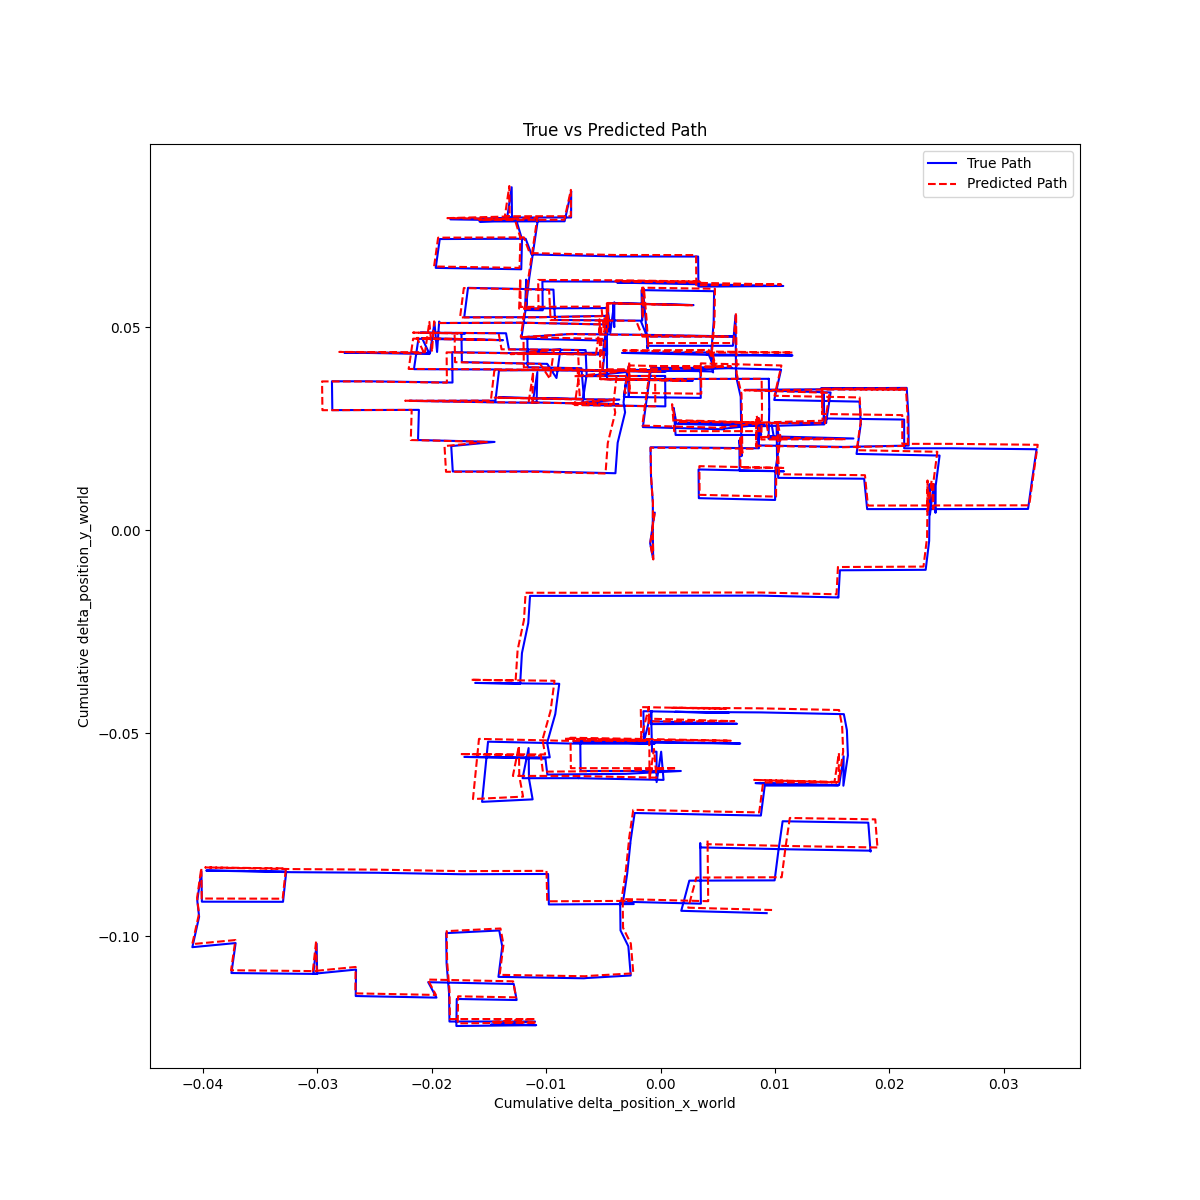 True vs Predicted Path
True Path
Predicted Path
Cumulative delta_position_y_world
0.05
0.00
−0.05
−0.10
−0.04
−0.03
−0.02
−0.01
0.00
0.01
0.02
0.03
Cumulative delta_position_x_world